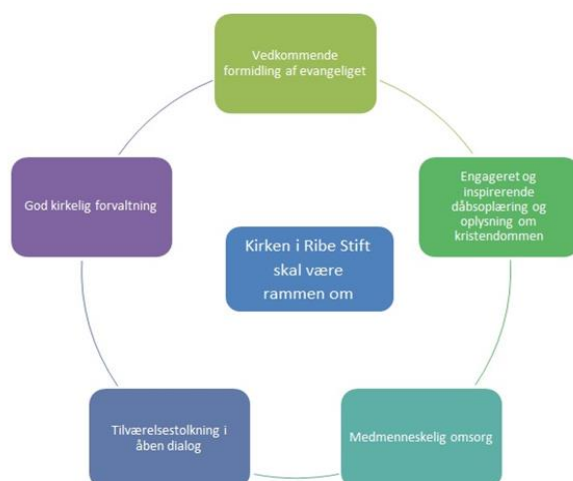 Vedkommende
formidling af evangeliget
Engageret og
inspirerende
dåbsoplæring og
oplysning om
kristendommen
Medmenneskelig omsorg
Tilværelsestolkning i
åben dialog
God kirkelig forvaltning
Kirken i Ribe Stift
skal være
rammen om